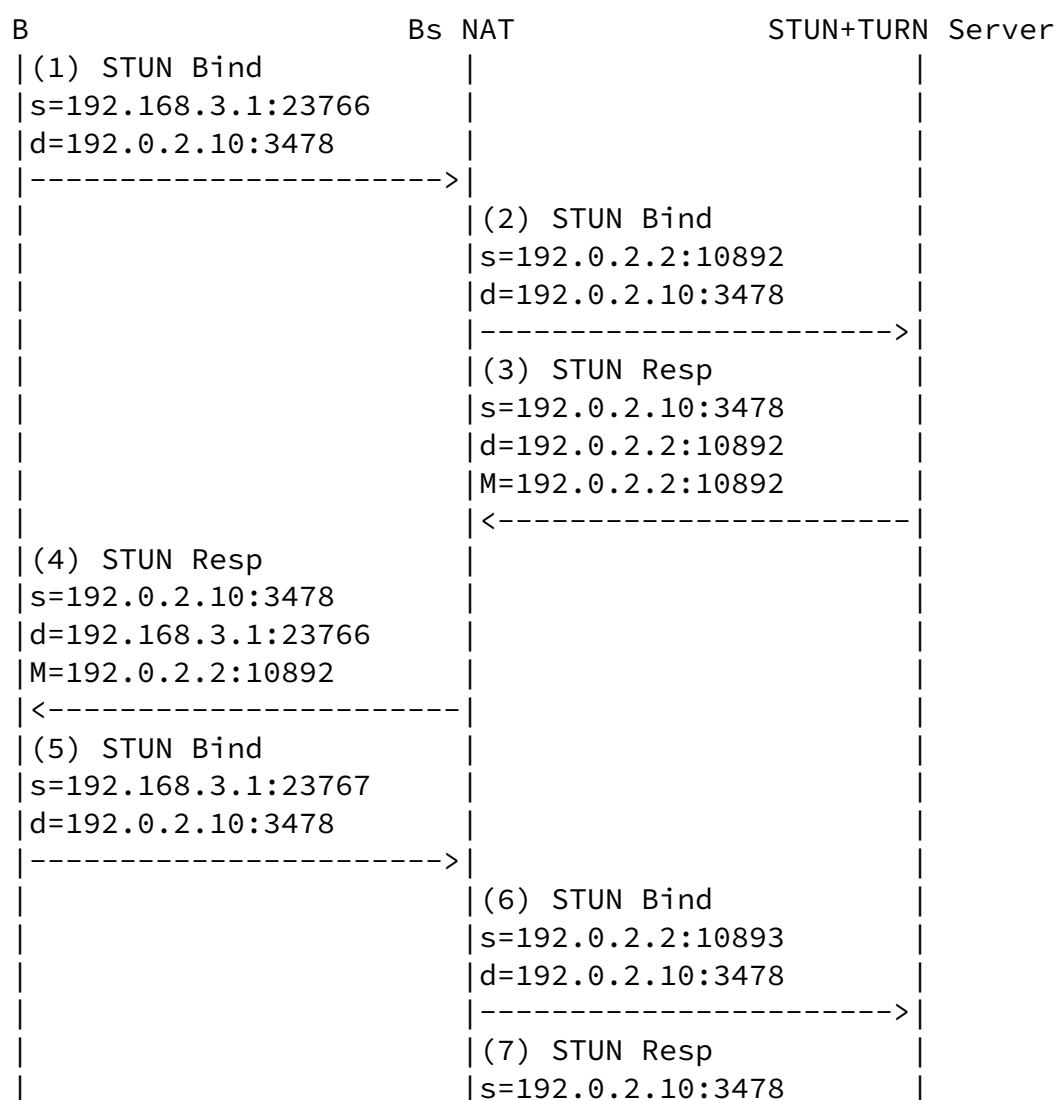 B                     Bs NAT              STUN+TURN Server
|(1) STUN Bind           |                        |
|s=192.168.3.1:23766     |                        |
|d=192.0.2.10:3478       |                        |
|----------------------->|                        |
|                        |(2) STUN Bind           |
|                        |s=192.0.2.2:10892       |
|                        |d=192.0.2.10:3478       |
|                        |----------------------->|
|                        |(3) STUN Resp           |
|                        |s=192.0.2.10:3478       |
|                        |d=192.0.2.2:10892       |
|                        |M=192.0.2.2:10892       |
|                        |<-----------------------|
|(4) STUN Resp           |                        |
|s=192.0.2.10:3478       |                        |
|d=192.168.3.1:23766     |                        |
|M=192.0.2.2:10892       |                        |
|<-----------------------|                        |
|(5) STUN Bind           |                        |
|s=192.168.3.1:23767     |                        |
|d=192.0.2.10:3478       |                        |
|----------------------->|                        |
|                        |(6) STUN Bind           |
|                        |s=192.0.2.2:10893       |
|                        |d=192.0.2.10:3478       |
|                        |----------------------->|
|                        |(7) STUN Resp           |
|                        |s=192.0.2.10:3478       |